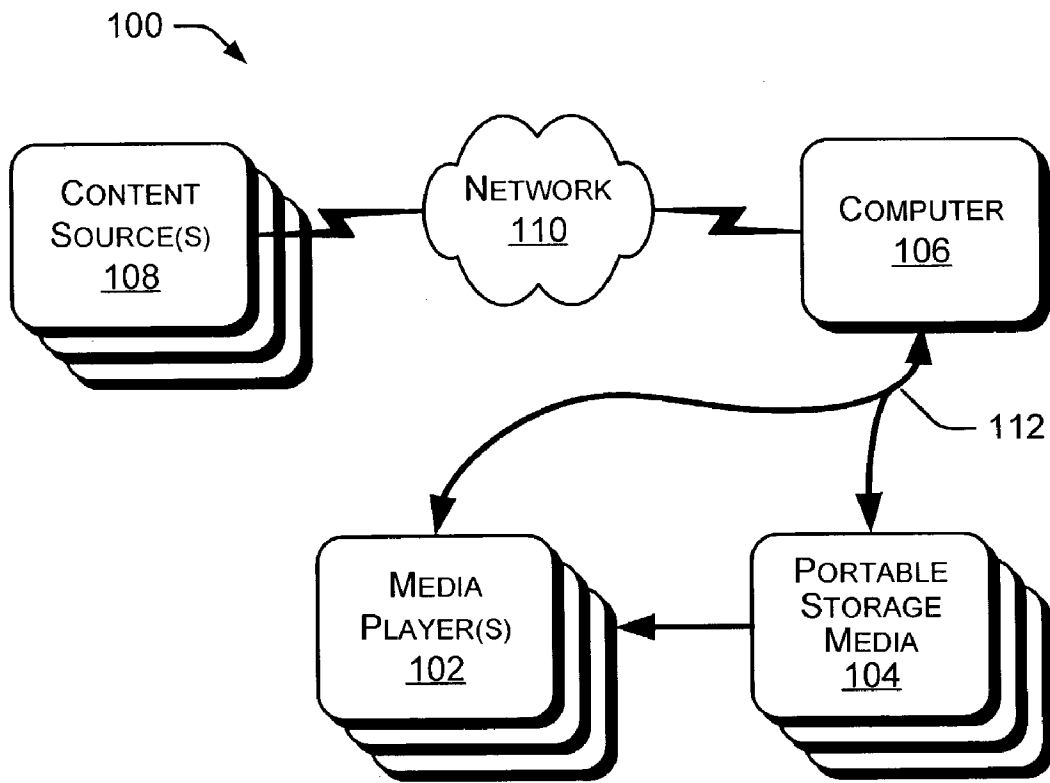 100
CONTENT
SOURCE(S)
108
NETWORK
110
COMPUTER
106
112
MEDIA
PLAYER(S)
102
PORTABLE
STORAGE
MEDIA
104